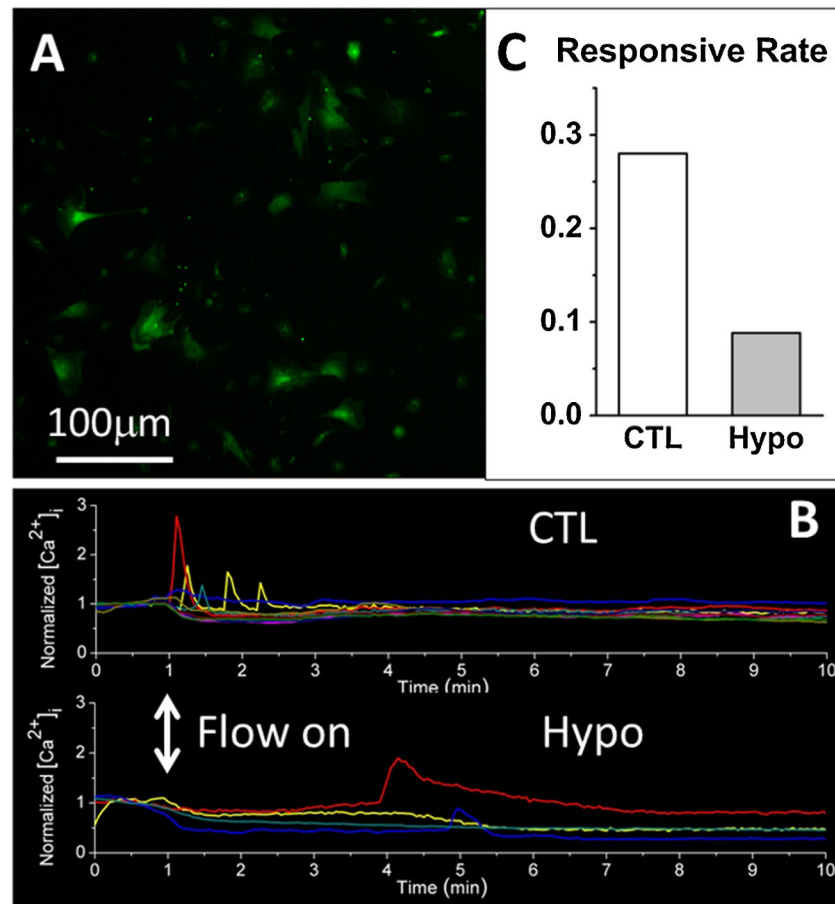 A
100μm
C Responsive Rate
0.3
0.2
0.1
0.0
CTL Hypo
B
CTL
Normalized [Ca²⁺]ᵢ
3
2
1
0
0 1 2 3 4 5 6 7 8 9 10
Time (min)
Flow on
Hypo
Normalized [Ca²⁺]ᵢ
3
2
1
0
0 1 2 3 4 5 6 7 8 9 10
Time (min)